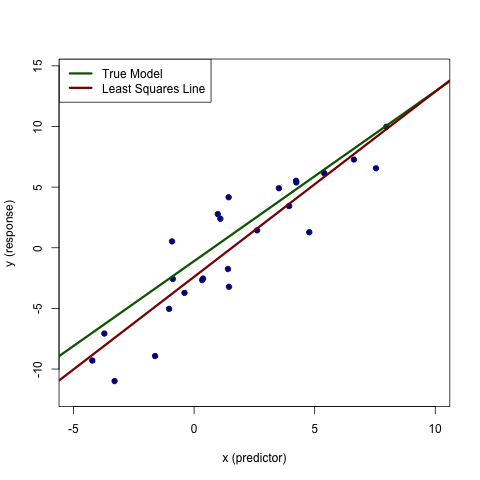 True Model
Least Squares Line
15
10
5
0
-5
-10
y (response)
-5
0
5
10
x (predictor)